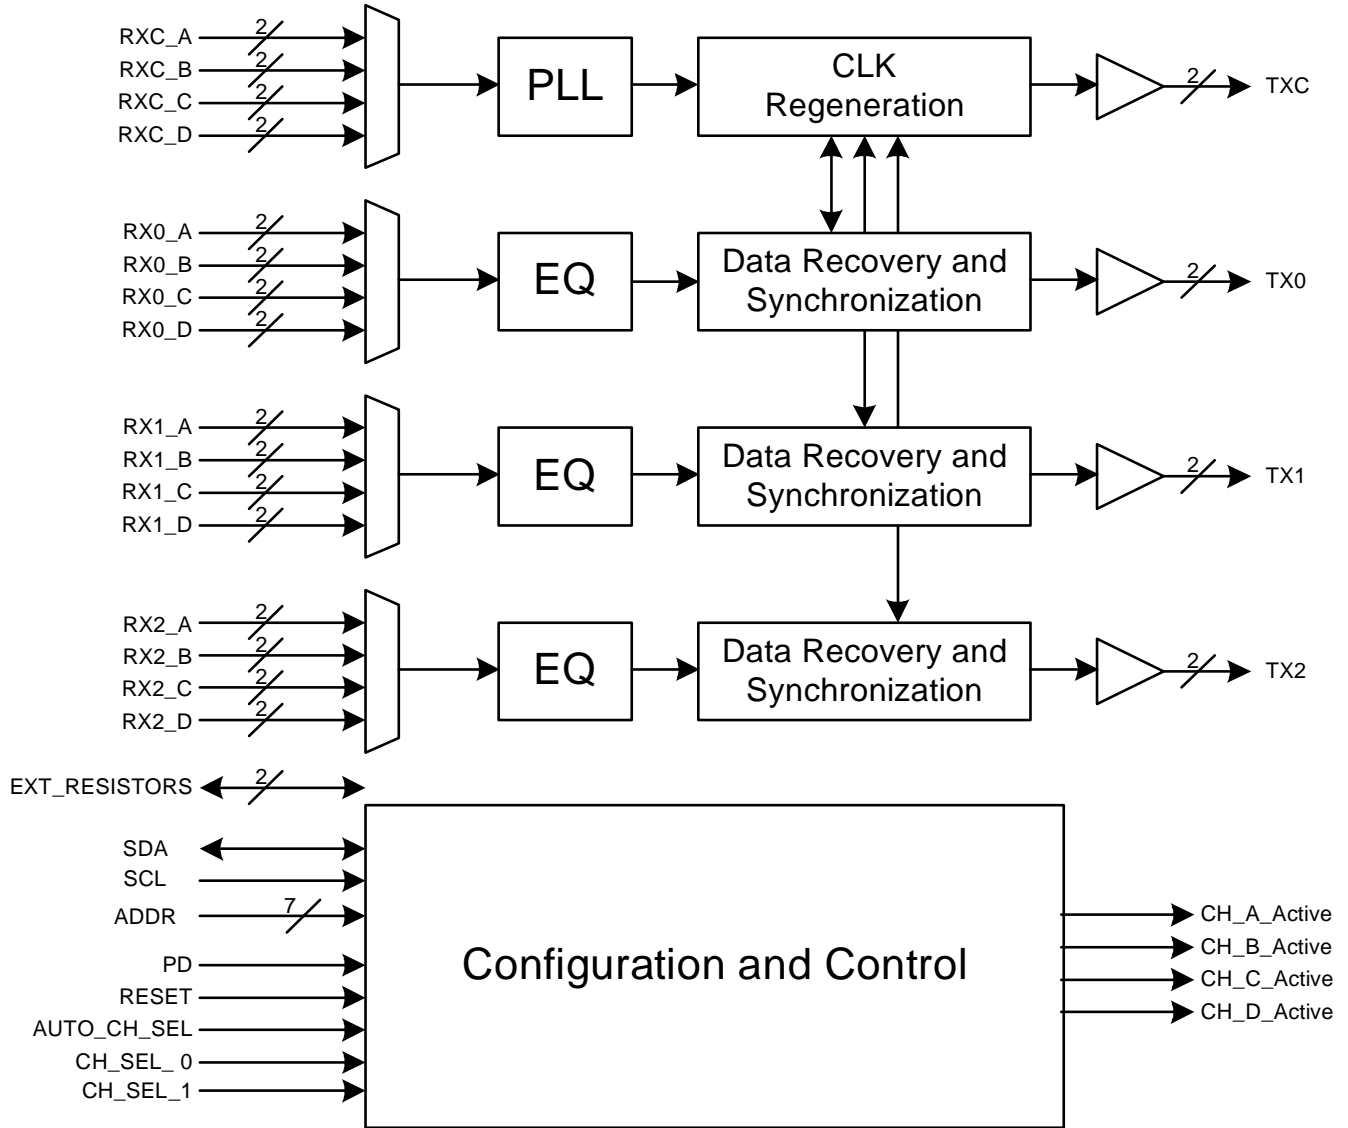 RXC_A 2
RXC_B 2
RXC_C 2
RXC_D 2
PLL
CLK
Regeneration
2 TXC
RX0_A 2
RX0_B 2
RX0_C 2
RX0_D 2
EQ
Data Recovery and
Synchronization
2 TX0
RX1_A 2
RX1_B 2
RX1_C 2
RX1_D 2
EQ
Data Recovery and
Synchronization
2 TX1
RX2_A 2
RX2_B 2
RX2_C 2
RX2_D 2
EQ
Data Recovery and
Synchronization
2 TX2
EXT_RESISTORS 2
SDA
SCL
ADDR 7
PD
RESET
AUTO_CH_SEL
CH_SEL_ 0
CH_SEL_1
Configuration and Control
CH_A_Active
CH_B_Active
CH_C_Active
CH_D_Active